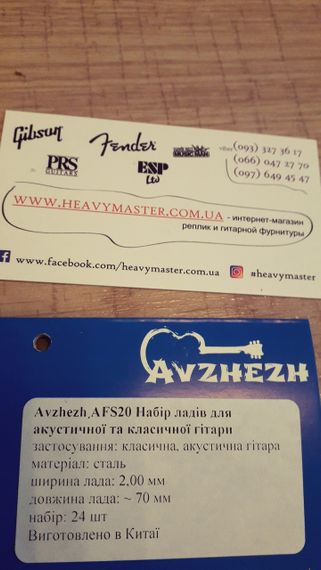 Gibson
Fender
MUSIC MAN
PRS
GUITARS
ESP
Ltd
viber (093) 327 36 17
(066) 047 27 70
(097) 649 45 47
WWW.HEAVYMASTER.COM.UA - интернет-магазин
реплик и гитарной фурнитуры
f www.facebook.com/heavymaster.com.ua #heavymaster
AVZHEZH
Avzhezh AFS20 Набір ладів для
акустичної та класичної гітари
застосування: класична, акустична гітара
матеріал: сталь
ширина лада: 2,00 мм
довжина лада: ~ 70 мм
набір: 24 шт
Виготовлено в Китаї